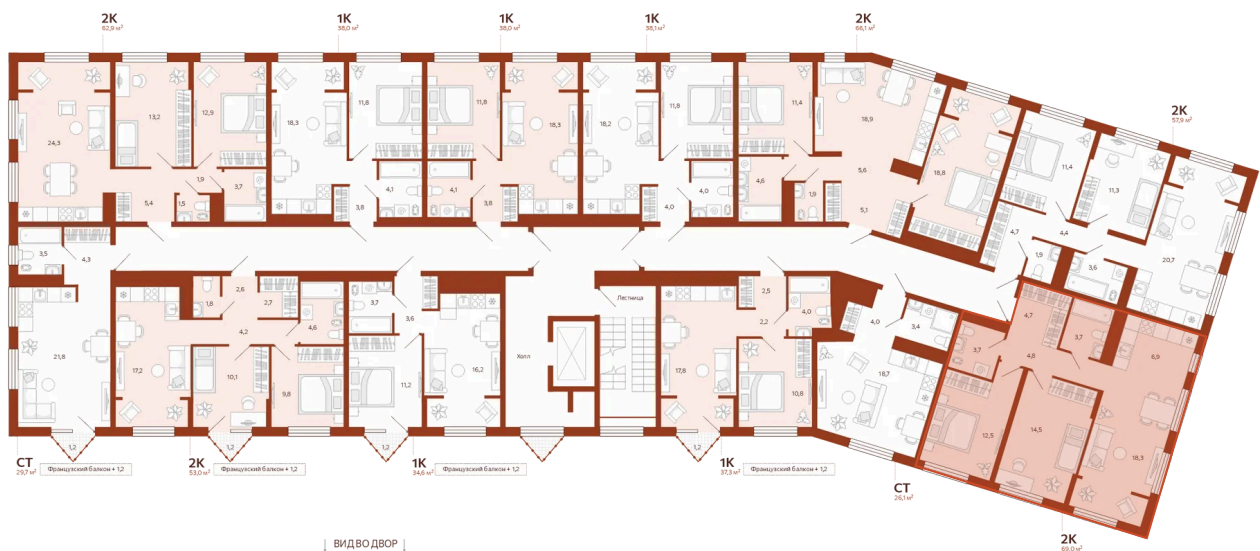 2К
62,9 м²
1К
38,0 м²
1К
38,0 м²
1К
38,1 м²
2К
66,1 м²
2К
57,9 м²
24,3
13,2
12,9
18,3
11,8
11,8
18,3
18,2
11,8
11,4
18,9
18,8
11,4
11,3
20,7
5,4
1,9
1,5
3,7
3,8
4,1
4,1
3,8
4,0
4,0
4,6
1,9
5,6
5,1
4,7
4,4
1,9
3,6
3,5
4,3
21,8
1,2
17,2
1,8
2,6
2,7
4,2
4,6
10,1
1,2
9,8
3,7
3,6
11,2
1,2
16,2
Холл
Лестница
17,8
2,5
2,2
4,0
10,8
1,2
4,0
3,4
18,7
3,7
4,7
4,8
3,7
6,9
12,5
14,5
18,3
СТ
29,7 м²
Французский балкон + 1,2
2К
53,0 м²
Французский балкон + 1,2
1К
34,6 м²
Французский балкон + 1,2
1К
37,3 м²
Французский балкон + 1,2
СТ
26,1 м²
2К
69,0 м²
ВИД ВО ДВОР